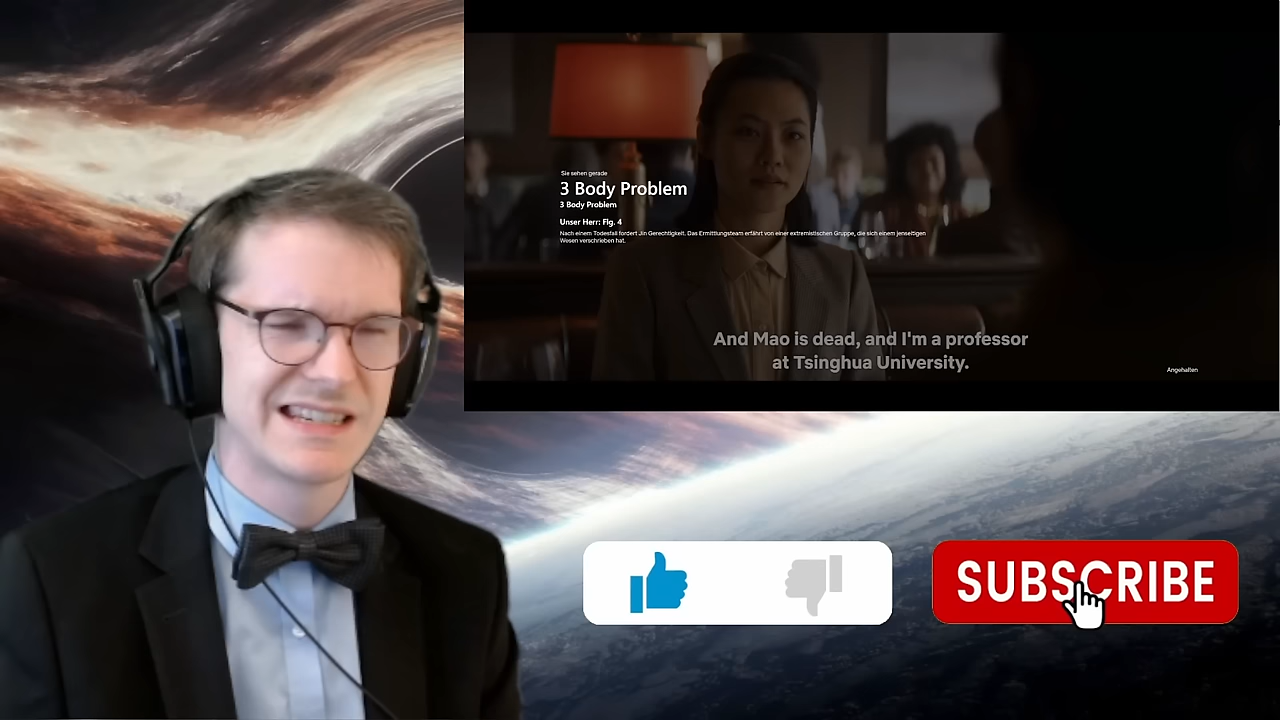 Sie sehen gerade
3 Body Problem
3 Body Problem
Unser Herr: Flg. 4
Nach einem Todesfall fordert Jin Gerechtigkeit. Das Ermittlungsteam erfährt von einer extremistischen Gruppe, die sich einem jenseitigen
Wesen verschrieben hat.
And Mao is dead, and I'm a professor
at Tsinghua University.
Angehalten
SUBSCRIBE